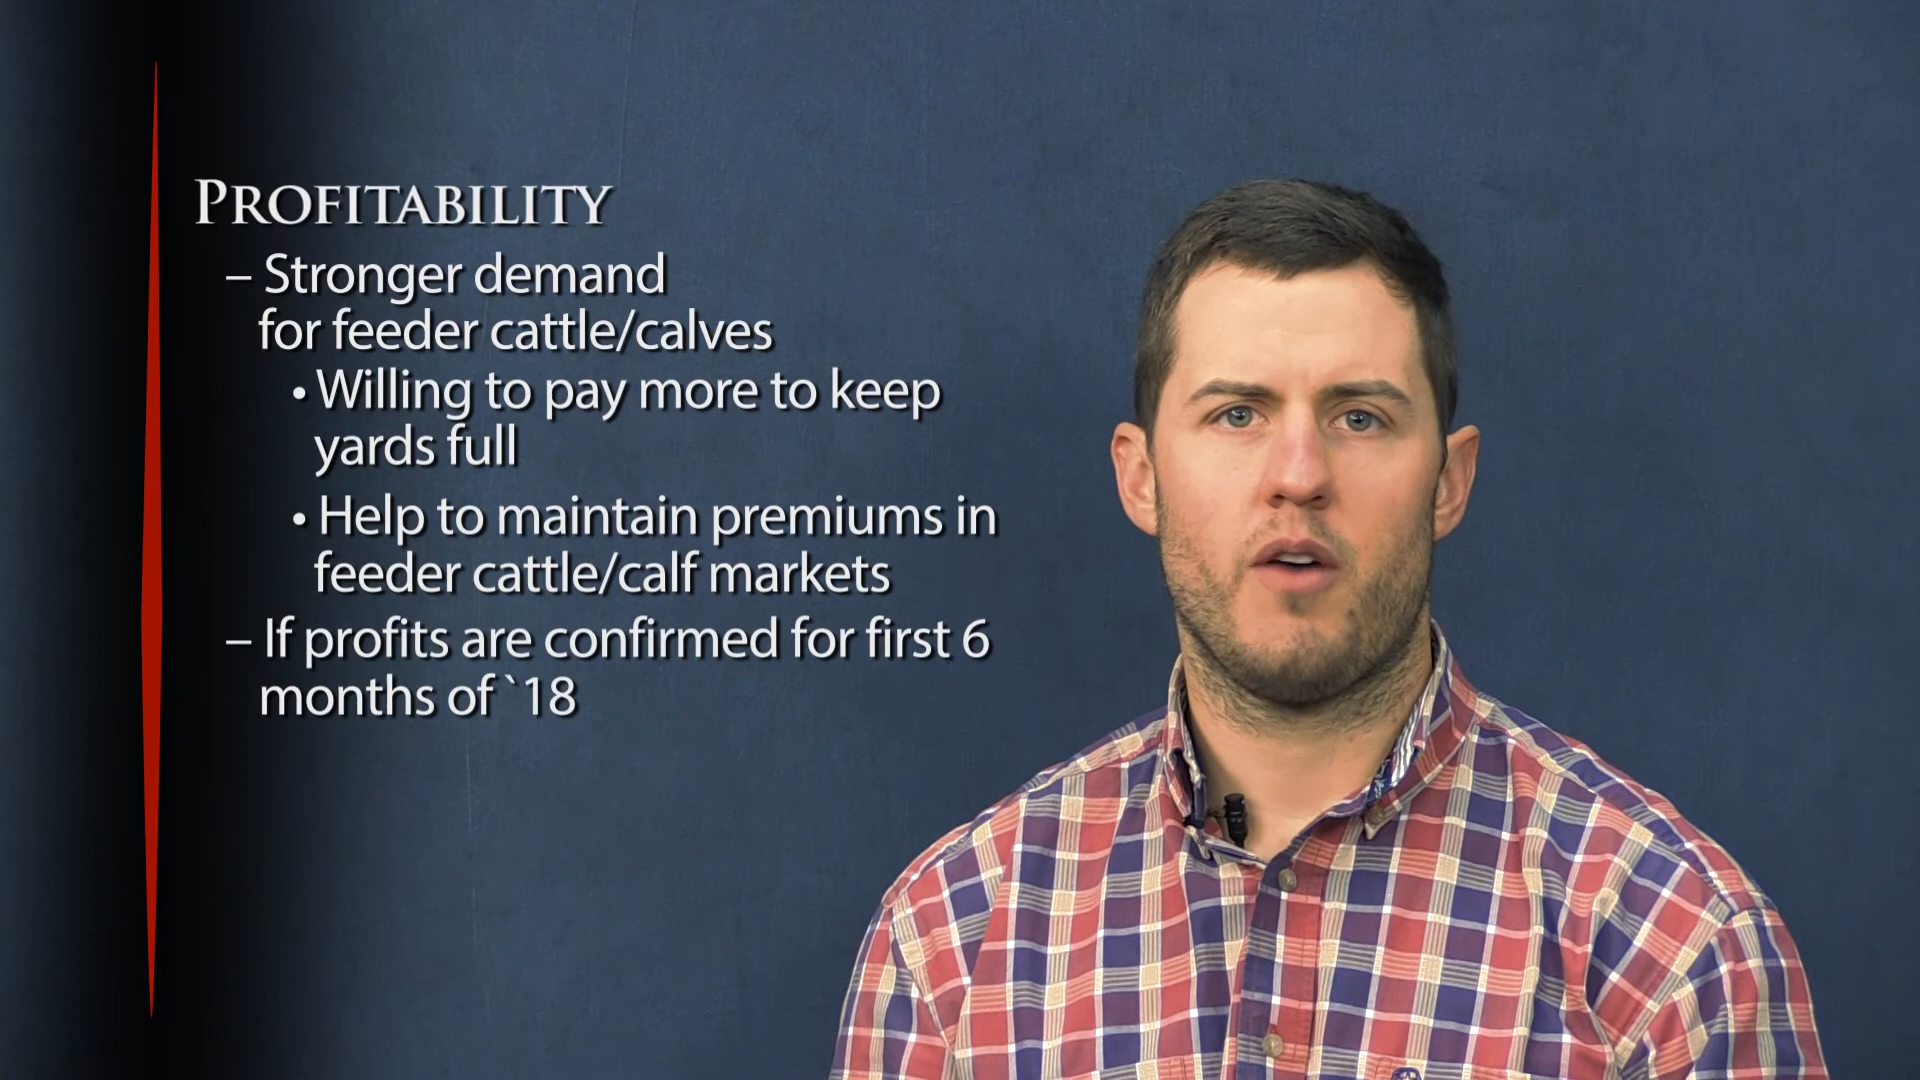 PROFITABILITY
– Stronger demand
for feeder cattle/calves
• Willing to pay more to keep
yards full
• Help to maintain premiums in
feeder cattle/calf markets
– If profits are confirmed for first 6
months of `18